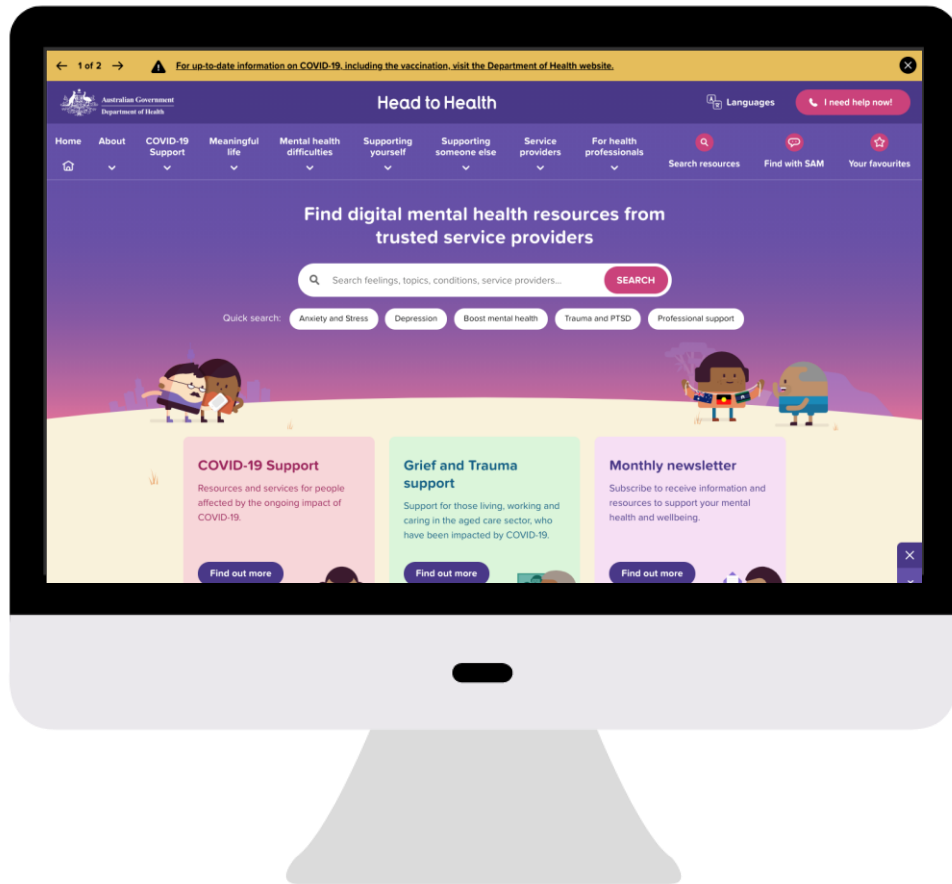 1 of 2
For up-to-date information on COVID-19, including the vaccination, visit the Department of Health website.
Australian Government
Department of Health
Head to Health
Languages
I need help now!
Home
About
COVID-19
Support
Meaningful
life
Mental health
difficulties
Supporting
yourself
Supporting
someone else
Service
providers
For health
professionals
Search resources
Find with SAM
Your favourites
Find digital mental health resources from
trusted service providers
Search feelings, topics, conditions, service providers...
SEARCH
Quick search:
Anxiety and Stress
Depression
Boost mental health
Trauma and PTSD
Professional support
COVID-19 Support
Resources and services for people
affected by the ongoing impact of
COVID-19.
Find out more
Grief and Trauma
support
Support for those living, working and
caring in the aged care sector, who
have been impacted by COVID-19.
Find out more
Monthly newsletter
Subscribe to receive information and
resources to support your mental
health and wellbeing.
Find out more